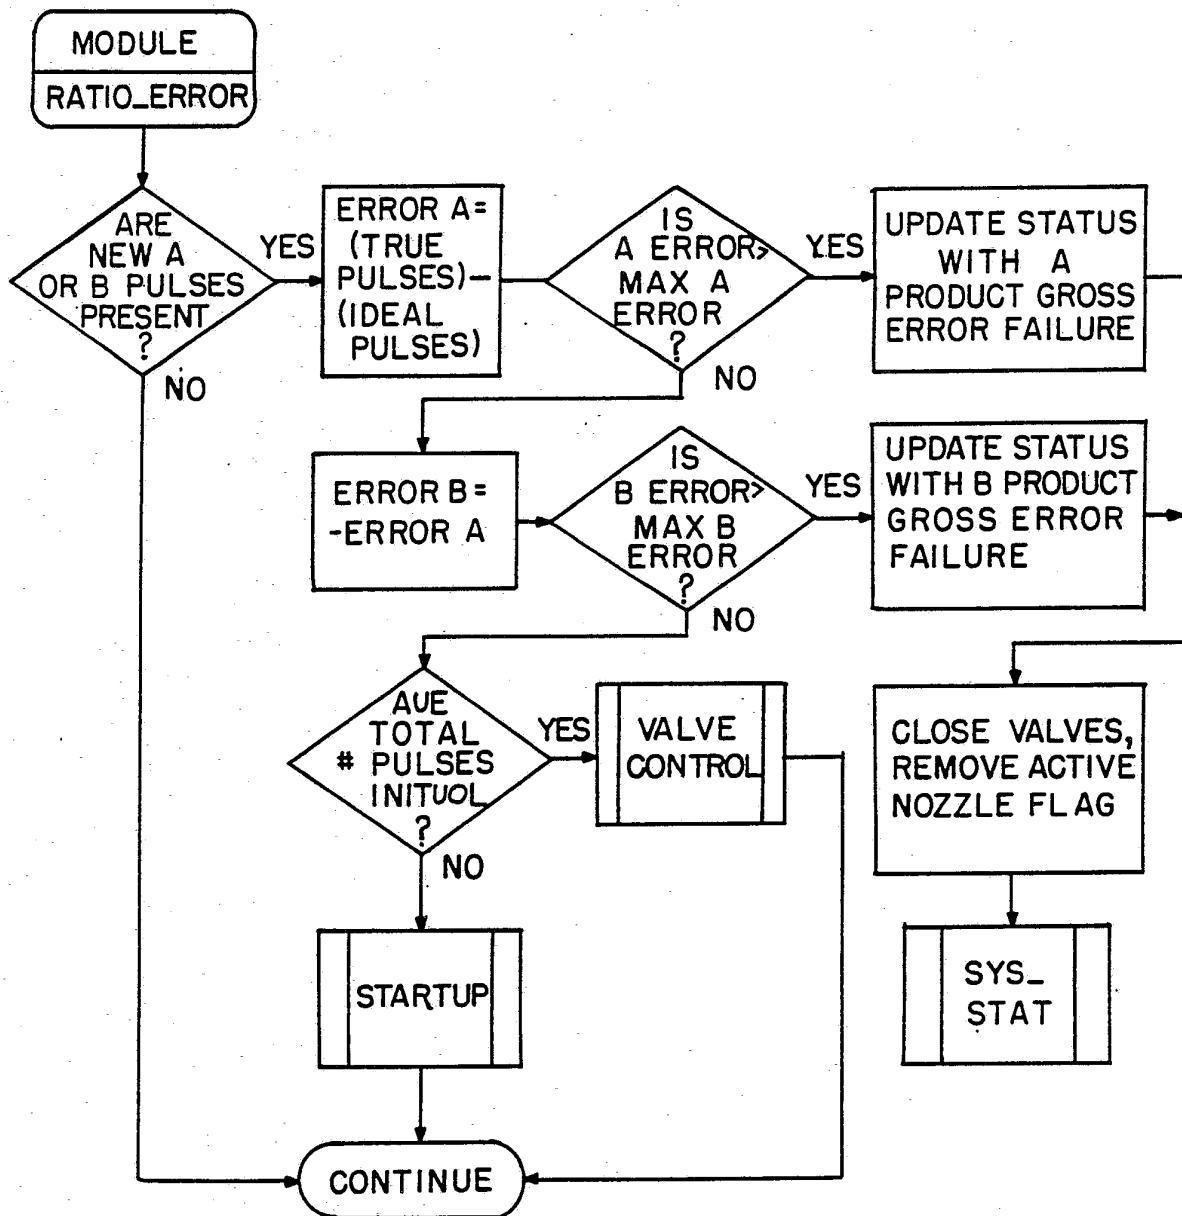 MODULE
RATIO_ERROR
ARE
NEW A
OR B PULSES
PRESENT
?
YES
NO
ERROR A=
(TRUE
PULSES)-
(IDEAL
PULSES)
IS
A ERROR>
MAX A
ERROR
?
YES
NO
UPDATE STATUS
WITH A
PRODUCT GROSS
ERROR FAILURE
ERROR B=
-ERROR A
IS
B ERROR>
MAX B
ERROR
?
YES
NO
UPDATE STATUS
WITH B PRODUCT
GROSS ERROR
FAILURE
AUE
TOTAL
# PULSES
INITUOL
?
YES
NO
VALVE
CONTROL
CLOSE VALVES,
REMOVE ACTIVE
NOZZLE FLAG
STARTUP
SYS_
STAT
CONTINUE